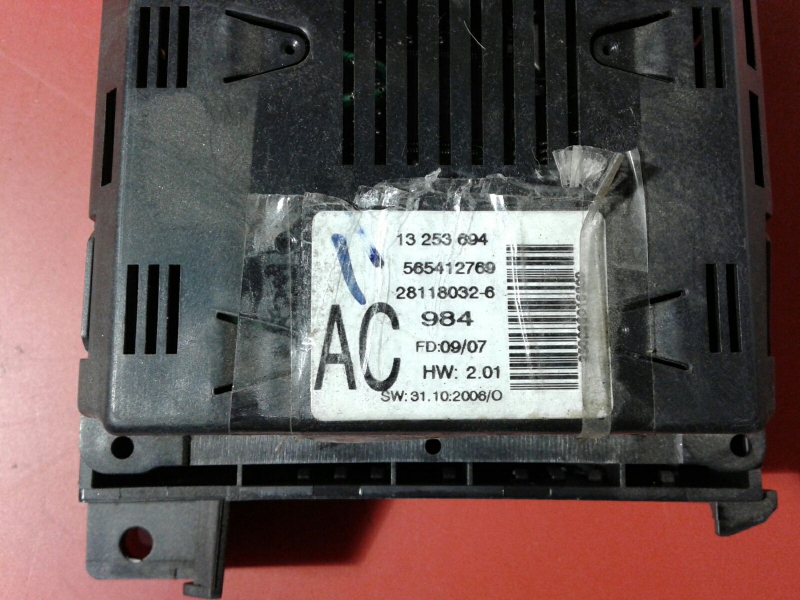 13 253 694
565412769
28118032-6
984
AC
FD:09/07
HW: 2.01
SW:31.10:2006/O